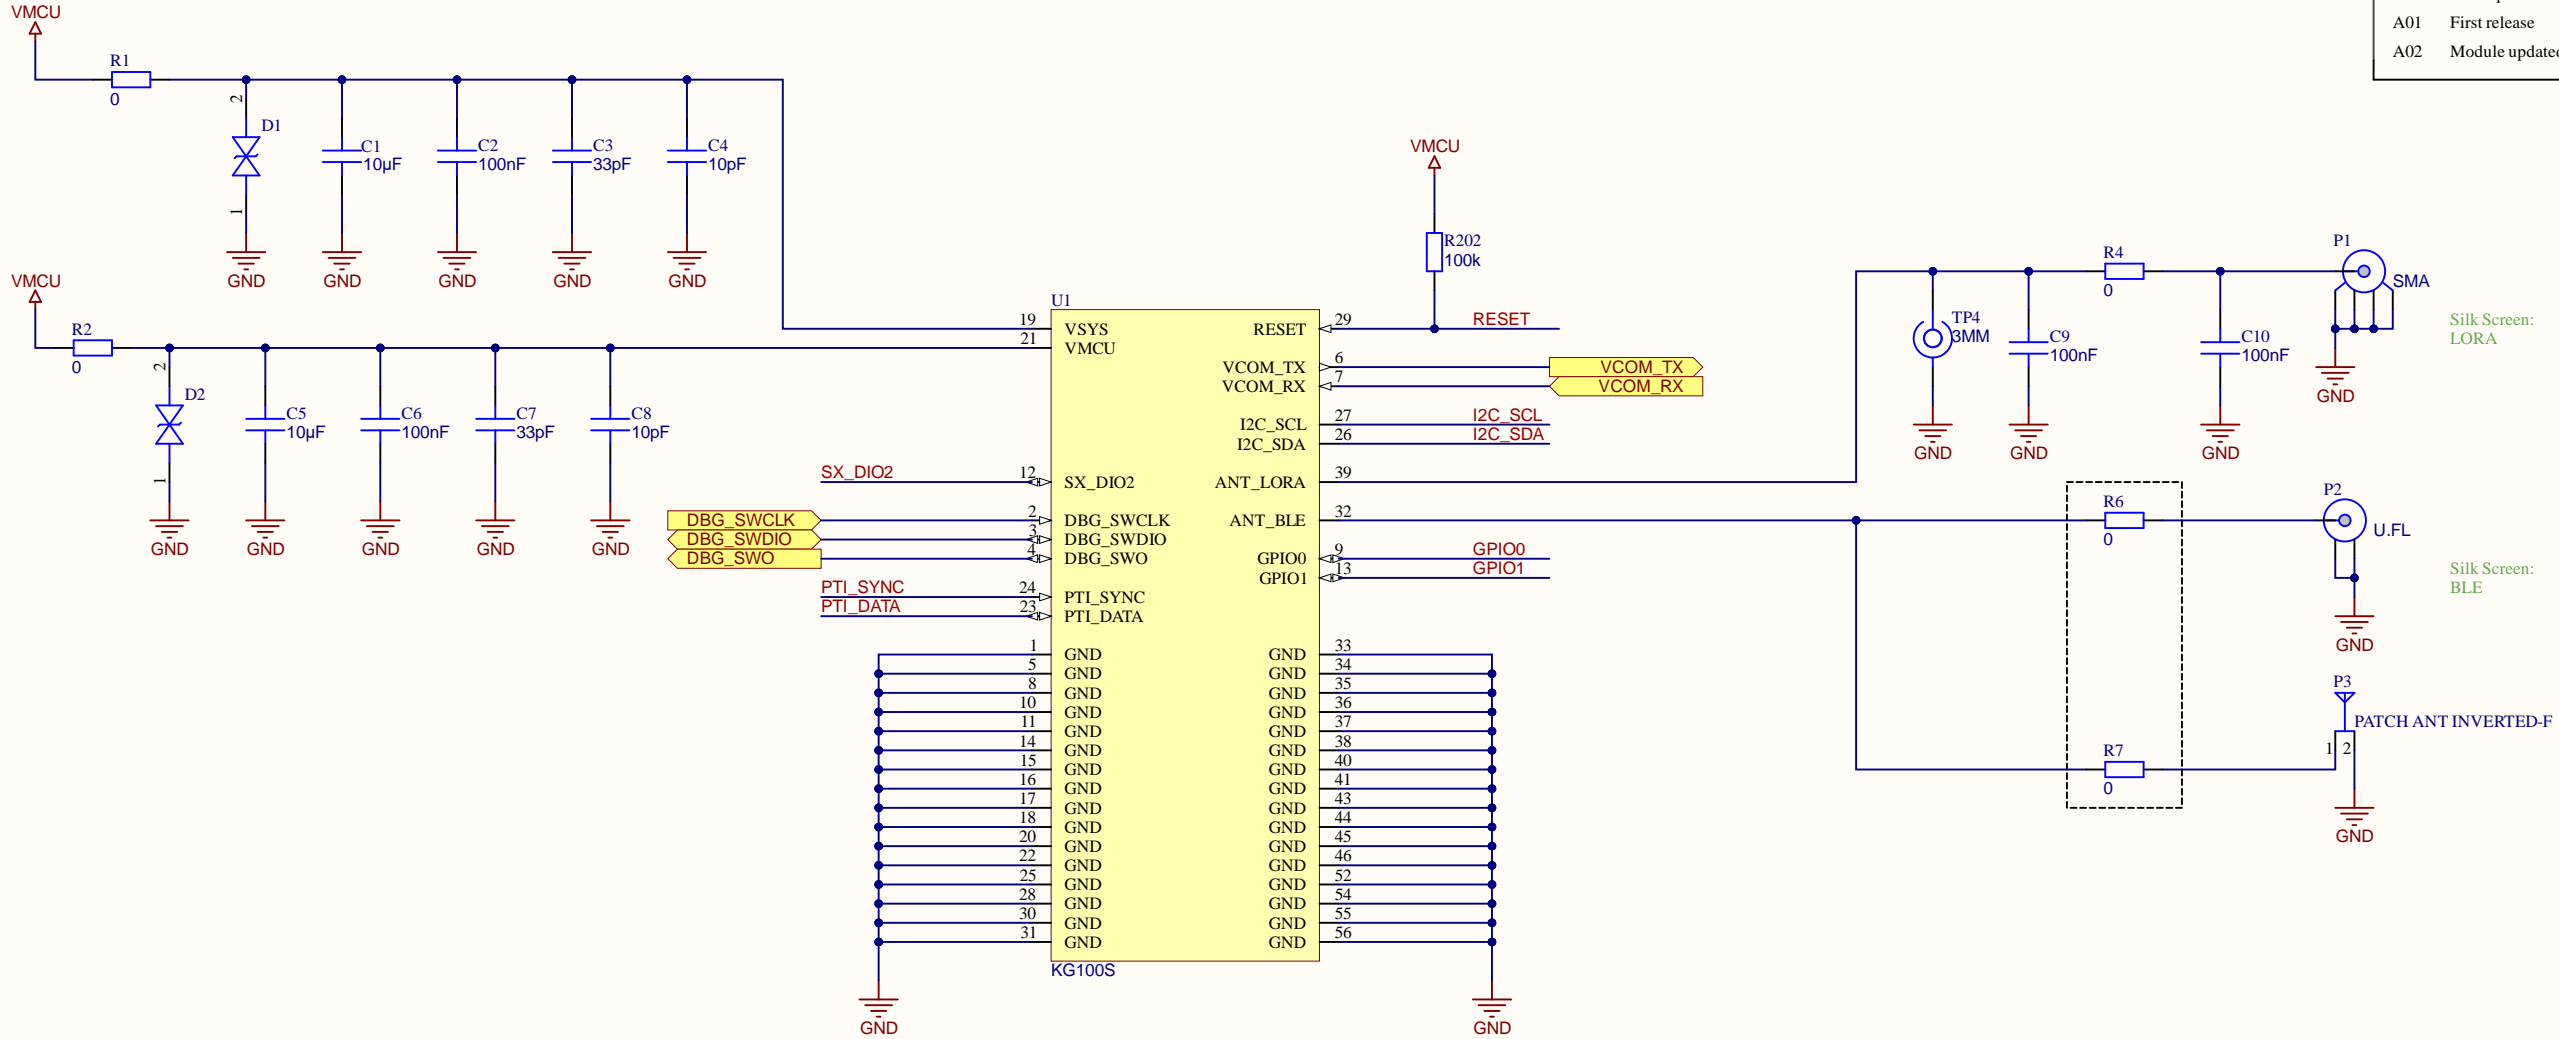 VMCU
R1
0
2
D1
1
C1
10µF
C2
100nF
C3
33pF
C4
10pF
GND
GND
GND
GND
GND
VMCU
R2
0
2
D2
1
C5
10µF
C6
100nF
C7
33pF
C8
10pF
GND
GND
GND
GND
GND
A01 First release
A02
VMCU
R202
100k
U1
19 VSYS
21 VMCU
12 SX_DIO2
2 DBG_SWCLK
3 DBG_SWDIO
4 DBG_SWO
24 PTI_SYNC
23 PTI_DATA
1 GND
5 GND
8 GND
10 GND
11 GND
14 GND
15 GND
16 GND
17 GND
18 GND
20 GND
22 GND
25 GND
28 GND
30 GND
31 GND
SX_DIO2
DBG_SWCLK
DBG_SWDIO
DBG_SWO
PTI_SYNC
PTI_DATA
GND
RESET 29
VCOM_TX 6
VCOM_RX 7
I2C_SCL 27
I2C_SDA 26
ANT_LORA 39
ANT_BLE 32
GPIO0 9
GPIO1 13
GND 33
GND 34
GND 35
GND 36
GND 37
GND 38
GND 40
GND 41
GND 43
GND 44
GND 45
GND 46
GND 52
GND 54
GND 55
GND 56
KG100S
RESET
VCOM_TX
VCOM_RX
I2C_SCL
I2C_SDA
GPIO0
GPIO1
GND
TP4
3MM
C9
100nF
R4
0
C10
100nF
P1
SMA
GND
GND
GND
GND
Silk Screen:
LORA
R6
0
P2
U.FL
GND
Silk Screen:
BLE
R7
0
P3
PATCH ANT INVERTED-F
1 2
GND